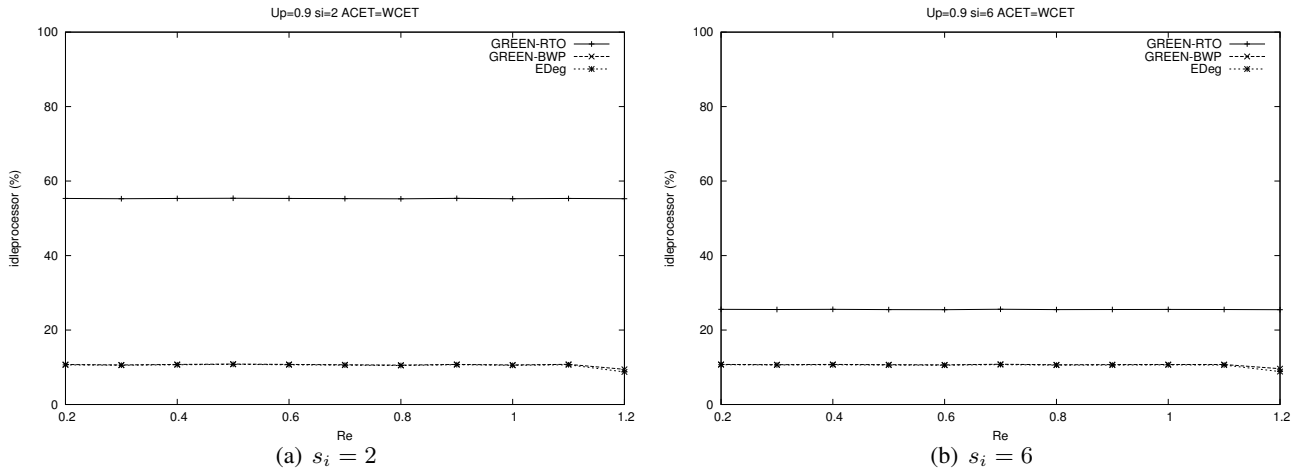 Up=0.9 si=2 ACET=WCET
100
80
60
40
20
0
idleprocessor (%)
GREEN-RTO
GREEN-BWP
EDeg
0.2
0.4
0.6
0.8
1
1.2
Re
(a) s_i = 2
Up=0.9 si=6 ACET=WCET
100
80
60
40
20
0
idleprocessor (%)
GREEN-RTO
GREEN-BWP
EDeg
0.2
0.4
0.6
0.8
1
1.2
Re
(b) s_i = 6